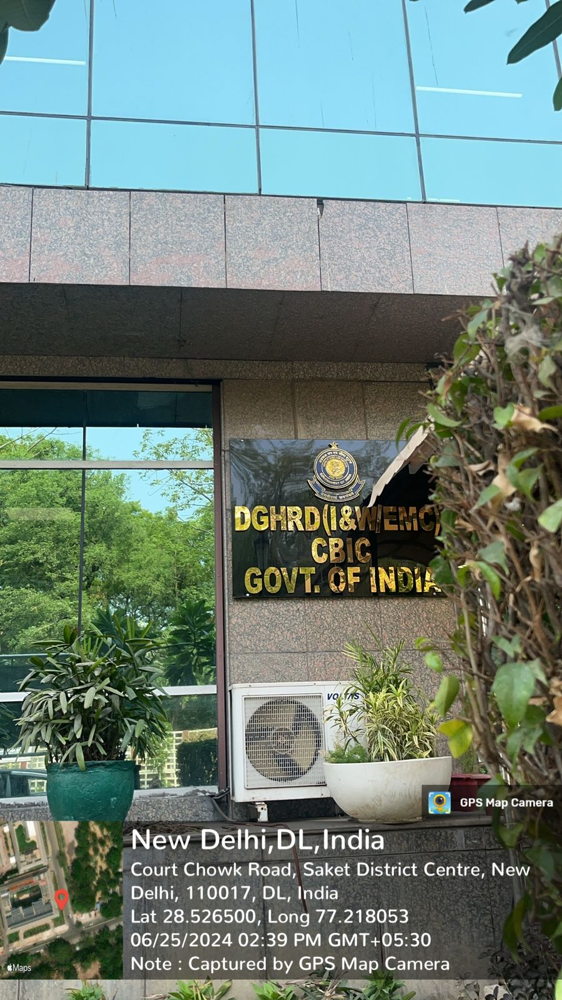 DGHRD(I&W/EMC)
CBIC
GOVT. OF INDIA
VOLTAS
GPS Map Camera
New Delhi,DL,India
Court Chowk Road, Saket District Centre, New
Delhi, 110017, DL, India
Lat 28.526500, Long 77.218053
06/25/2024 02:39 PM GMT+05:30
Note : Captured by GPS Map Camera
Maps